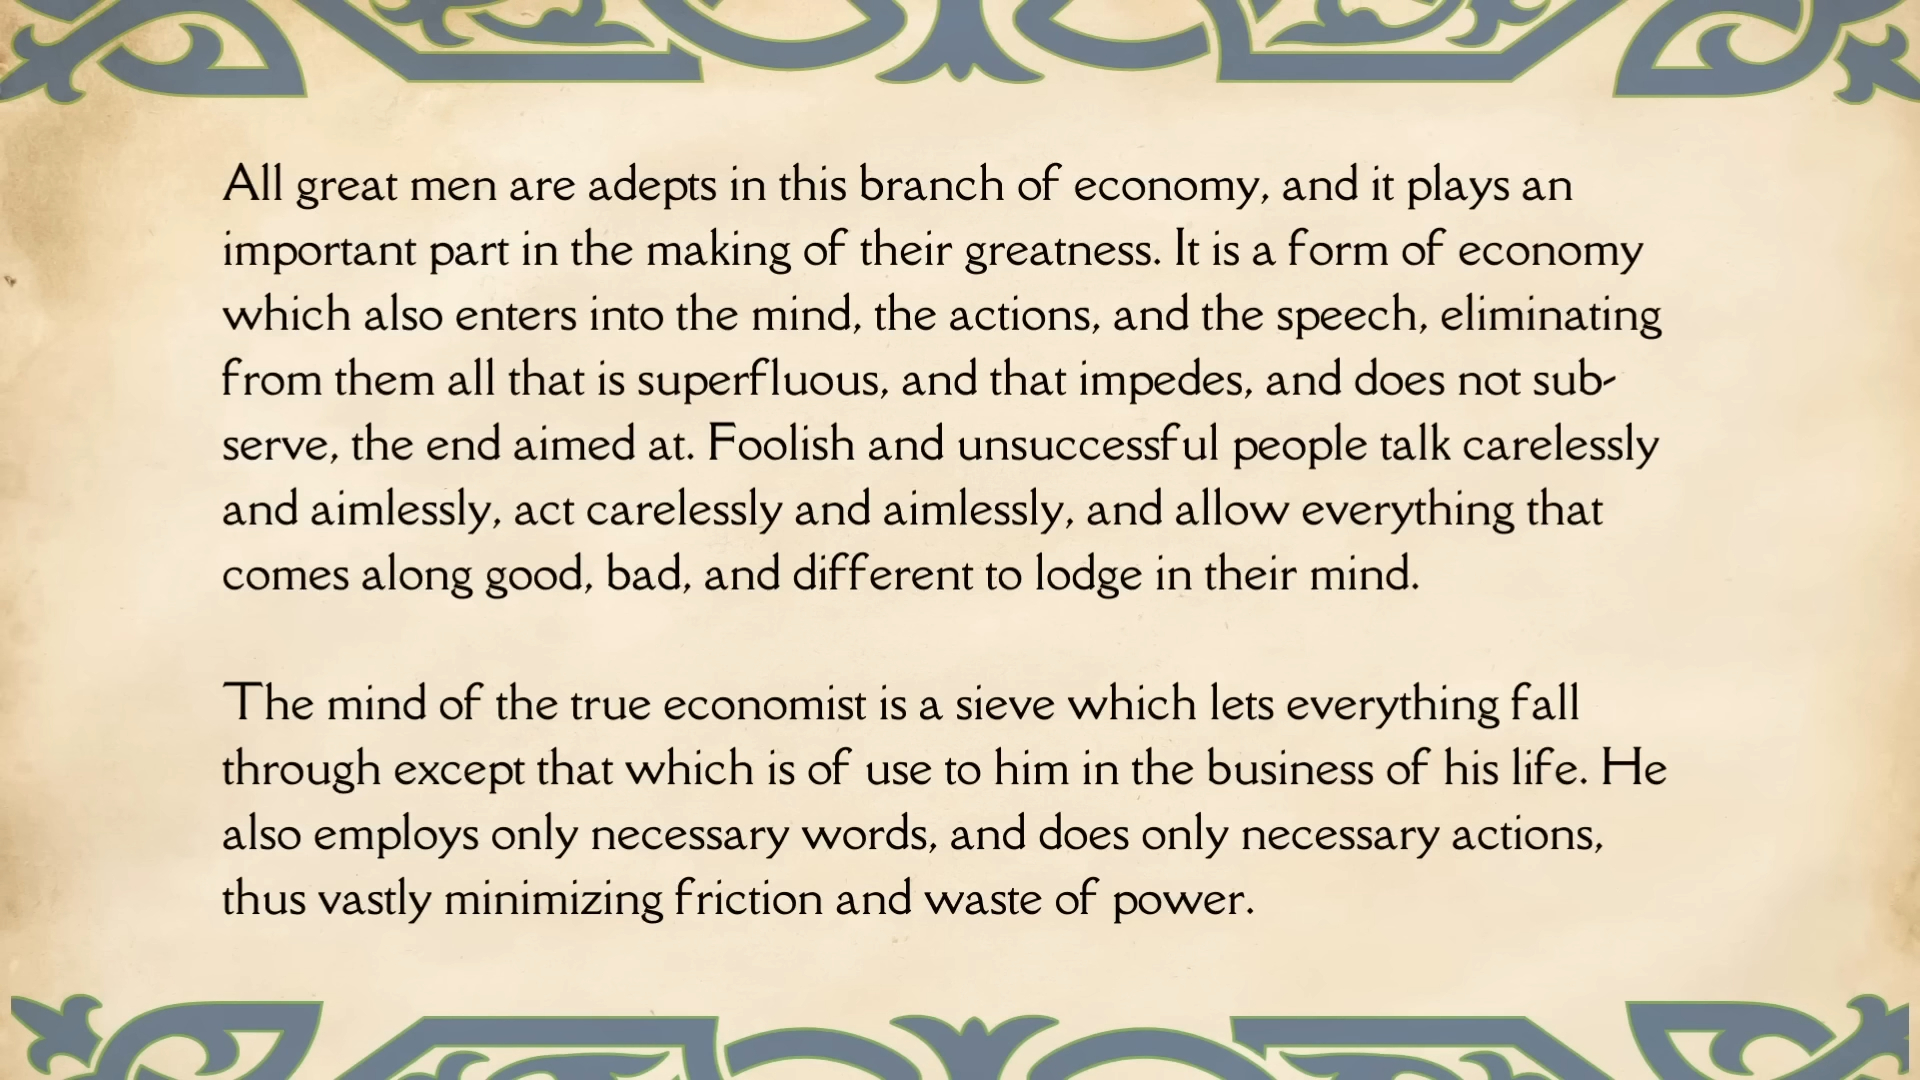 All great men are adepts in this branch of economy, and it plays an
important part in the making of their greatness. It is a form of economy
which also enters into the mind, the actions, and the speech, eliminating
from them all that is superfluous, and that impedes, and does not sub-
serve, the end aimed at. Foolish and unsuccessful people talk carelessly
and aimlessly, act carelessly and aimlessly, and allow everything that
comes along good, bad, and different to lodge in their mind.
The mind of the true economist is a sieve which lets everything fall
through except that which is of use to him in the business of his life. He
also employs only necessary words, and does only necessary actions,
thus vastly minimizing friction and waste of power.